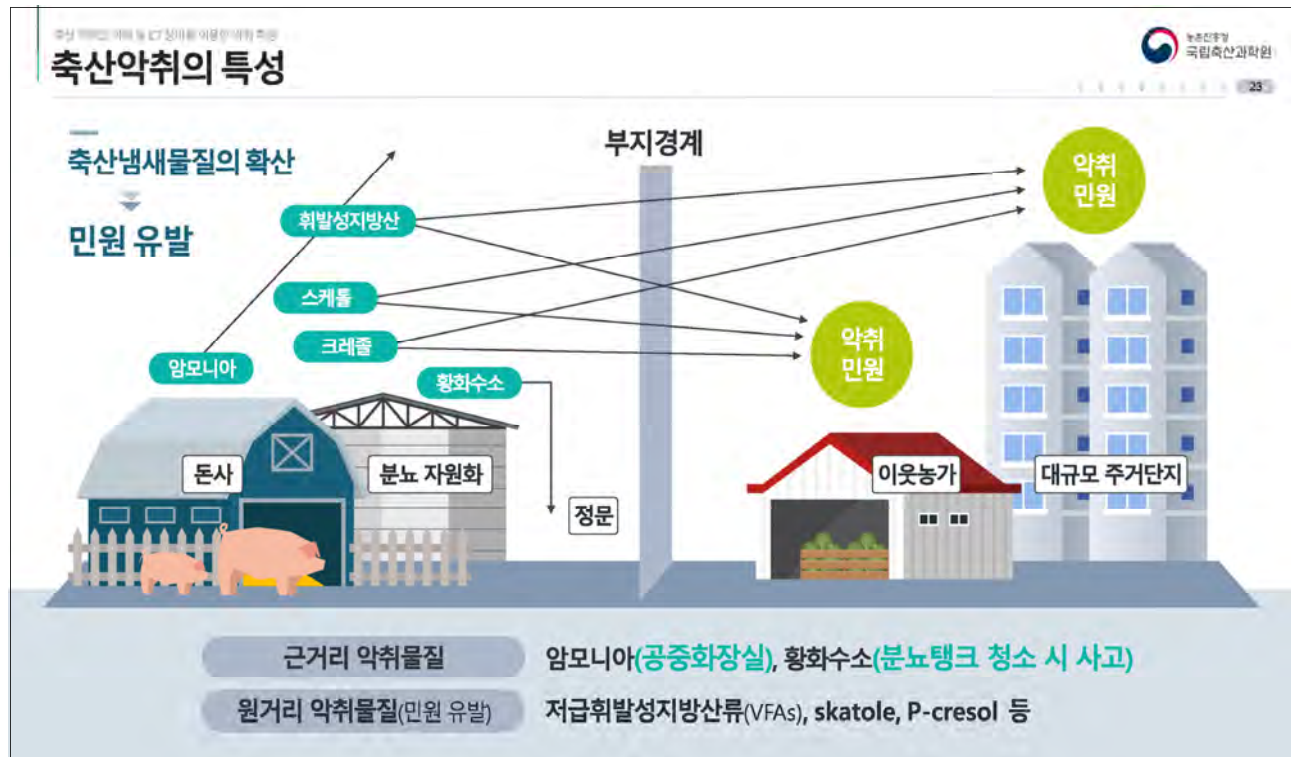 축산악취의 특성
농촌진흥청
국립축산과학원
23
축산냄새물질의 확산
민원 유발
부지경계
악취
민원
휘발성지방산
스케톨
크레졸
암모니아
황화수소
악취
민원
돈사
분뇨 자원화
정문
이웃농가
대규모 주거단지
근거리 악취물질
암모니아(공중화장실), 황화수소(분뇨탱크 청소 시 사고)
원거리 악취물질(민원 유발)
저급휘발성지방산류(VFAs), skatole, P-cresol 등